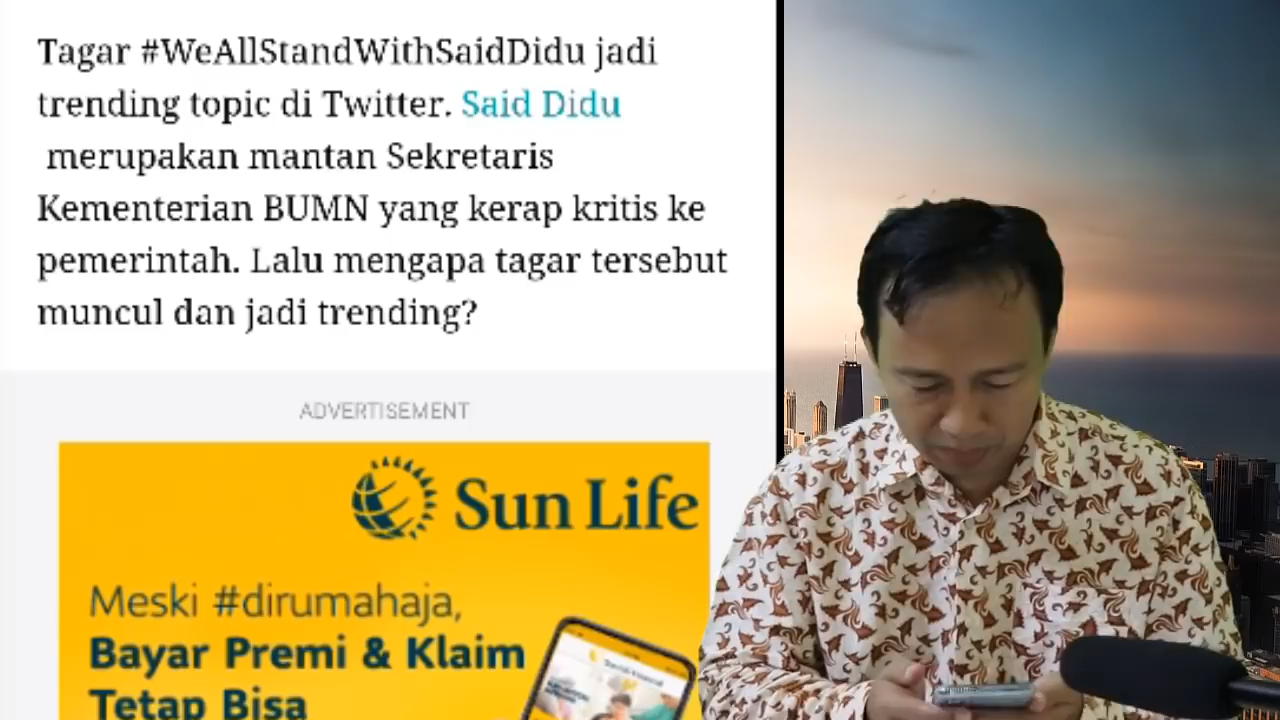 Tagar #WeAllStandWithSaidDidu jadi
trending topic di Twitter. Said Didu
merupakan mantan Sekretaris
Kementerian BUMN yang kerap kritis ke
pemerintah. Lalu mengapa tagar tersebut
muncul dan jadi trending?
ADVERTISEMENT
Sun Life
Meski #dirumahaja,
Bayar Premi & Klaim
Tetap Bisa